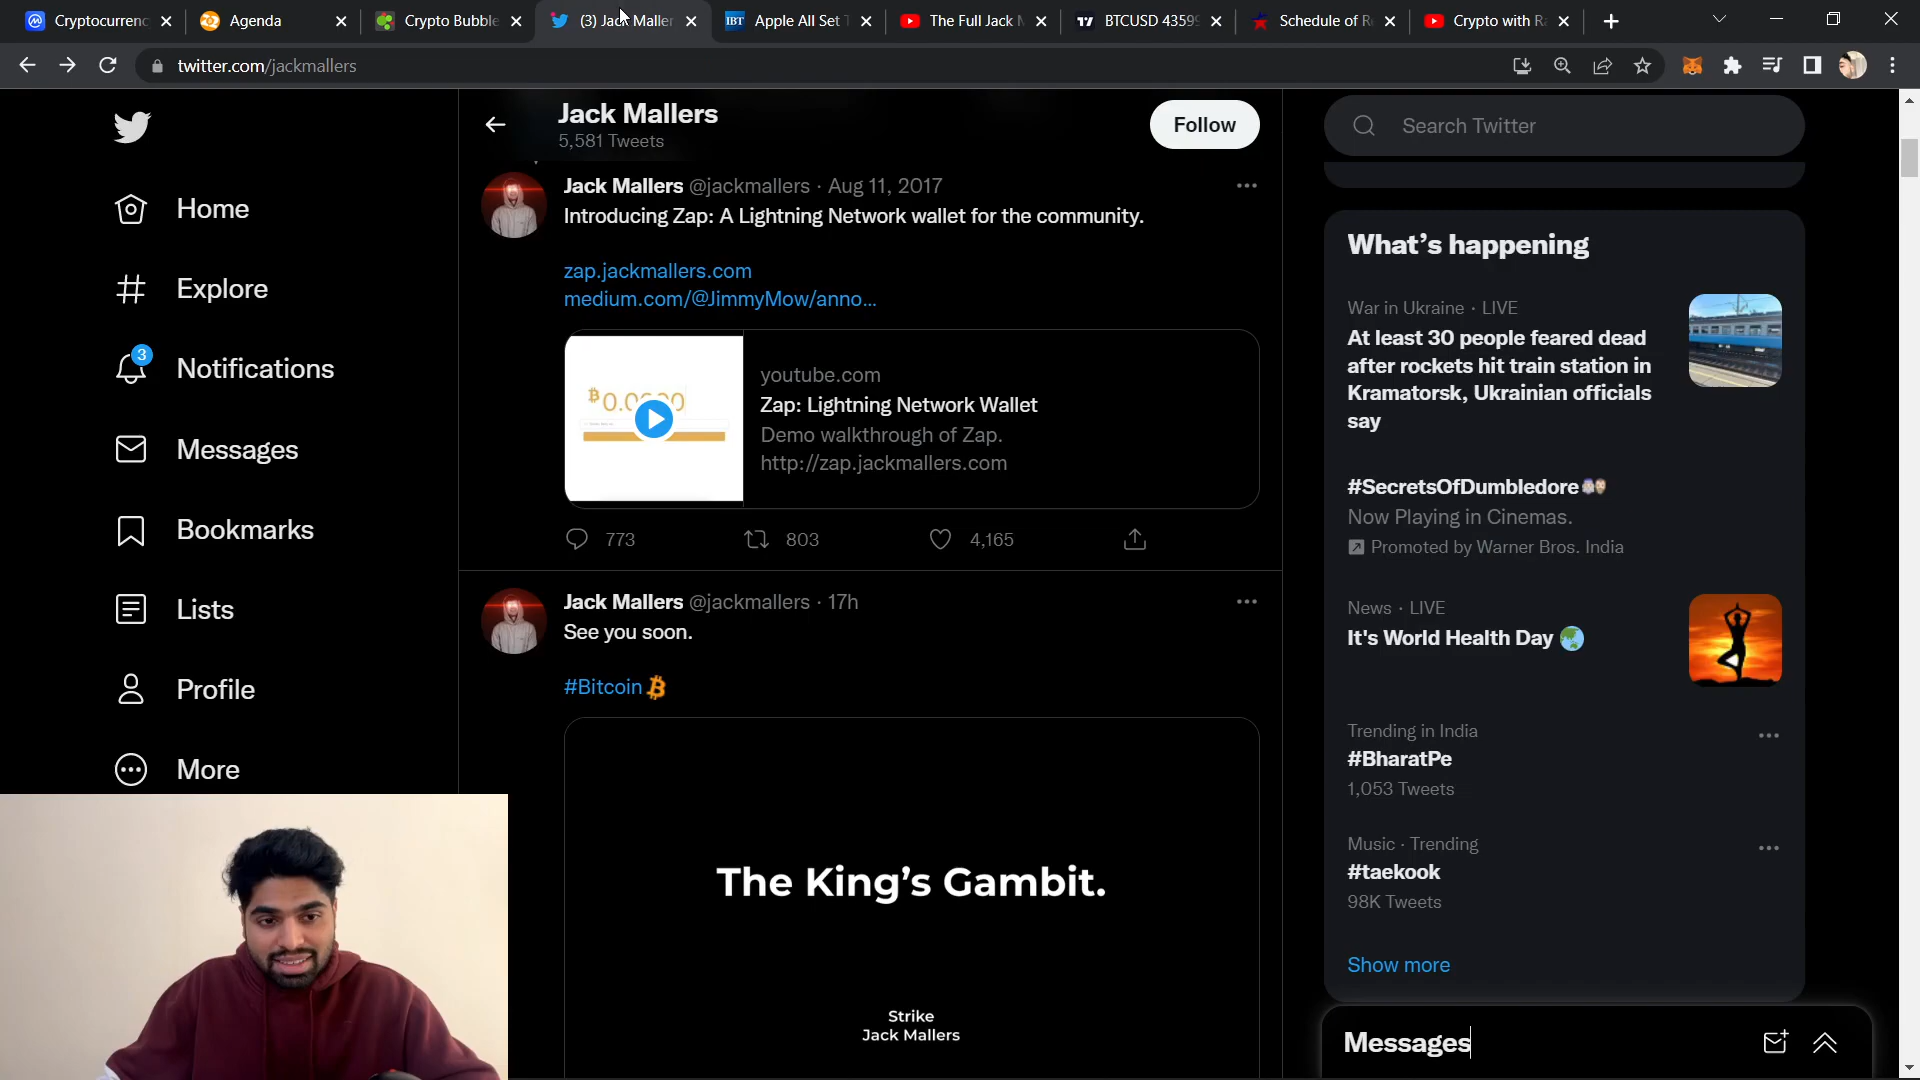 Cryptocurrenc
Agenda
Crypto Bubble
(3) Jack Maller
IBT Apple All Set T
The Full Jack M
BTCUSD 43599
Schedule of R
Crypto with Ra
twitter.com/jackmallers
Home
Explore
3
Notifications
Messages
Bookmarks
Lists
Profile
More
Jack Mallers
5,581 Tweets
Follow
Jack Mallers @jackmallers · Aug 11, 2017
Introducing Zap: A Lightning Network wallet for the community.
zap.jackmallers.com
medium.com/@JimmyMow/anno...
youtube.com
Zap: Lightning Network Wallet
Demo walkthrough of Zap.
http://zap.jackmallers.com
773
803
4,165
Jack Mallers @jackmallers · 17h
See you soon.
#Bitcoin
The King's Gambit.
Strike
Jack Mallers
Search Twitter
What's happening
War in Ukraine · LIVE
At least 30 people feared dead
after rockets hit train station in
Kramatorsk, Ukrainian officials
say
#SecretsOfDumbledore
Now Playing in Cinemas.
Promoted by Warner Bros. India
News · LIVE
It's World Health Day
Trending in India
#BharatPe
1,053 Tweets
Music · Trending
#taekook
98K Tweets
Show more
Messages